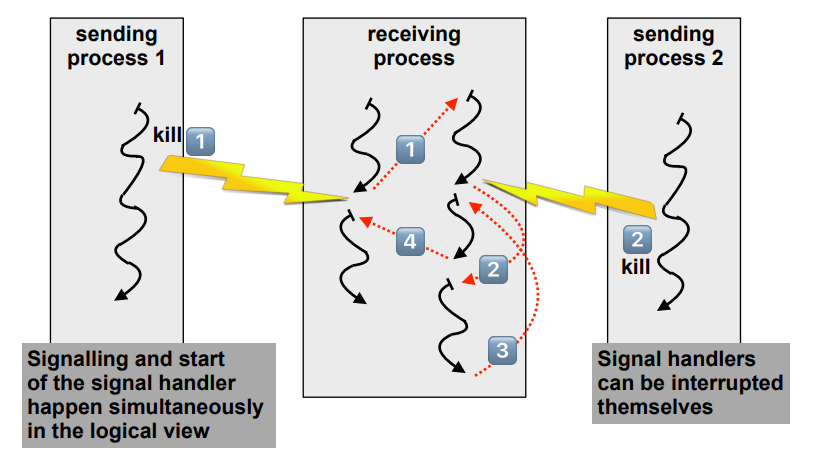 sending
process 1
receiving
process
sending
process 2
kill 1
1
4
2
3
2
kill
Signalling and start
of the signal handler
happen simultaneously
in the logical view
Signal handlers
can be interrupted
themselves